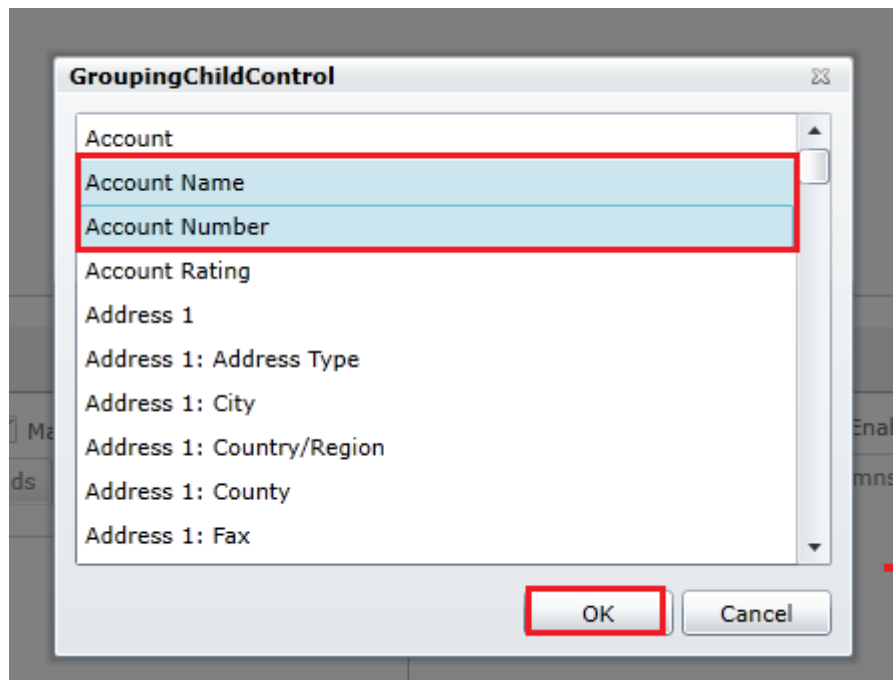 GroupingChildControl
Account
Account Name
Account Number
Account Rating
Address 1
Address 1: Address Type
Address 1: City
Address 1: Country/Region
Address 1: County
Address 1: Fax
OK
Cancel